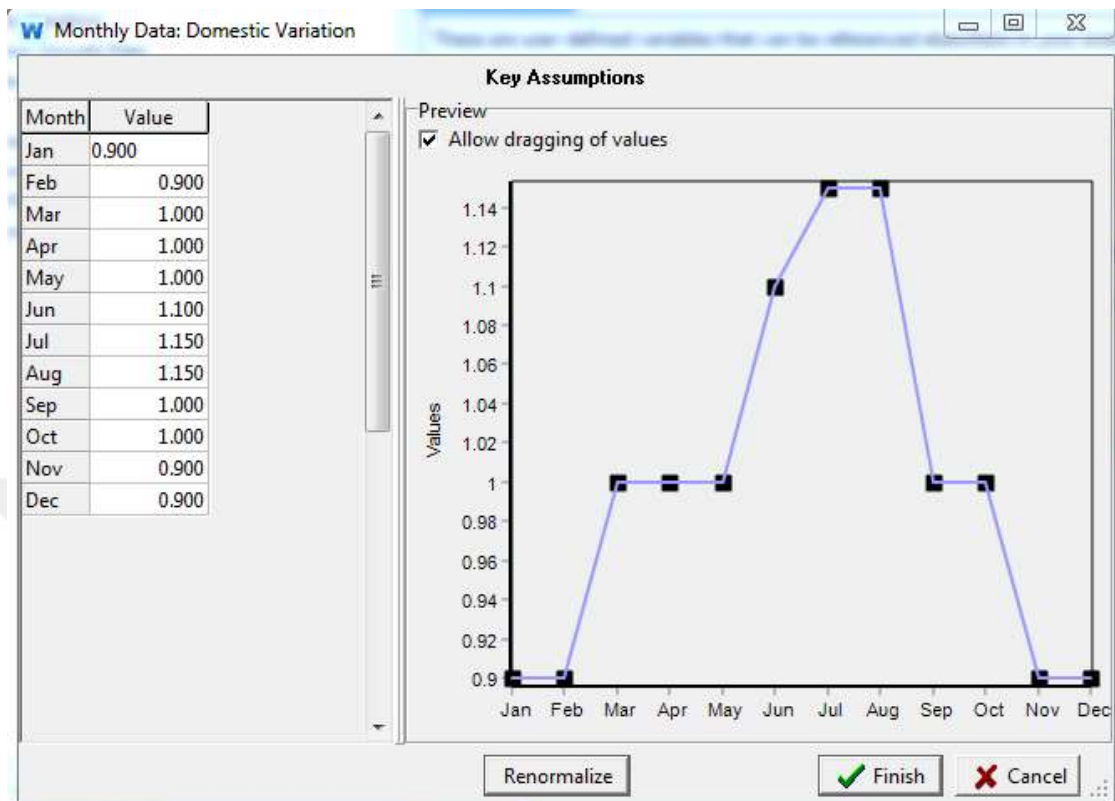 W Monthly Data: Domestic Variation
Key Assumptions
Month Value
Jan 0.900
Feb 0.900
Mar 1.000
Apr 1.000
May 1.000
Jun 1.100
Jul 1.150
Aug 1.150
Sep 1.000
Oct 1.000
Nov 0.900
Dec 0.900
Preview
Allow dragging of values
Values
1.14
1.12
1.1
1.08
1.06
1.04
1.02
1
0.98
0.96
0.94
0.92
0.9
Jan Feb Mar Apr May Jun Jul Aug Sep Oct Nov Dec
Renormalize Finish Cancel